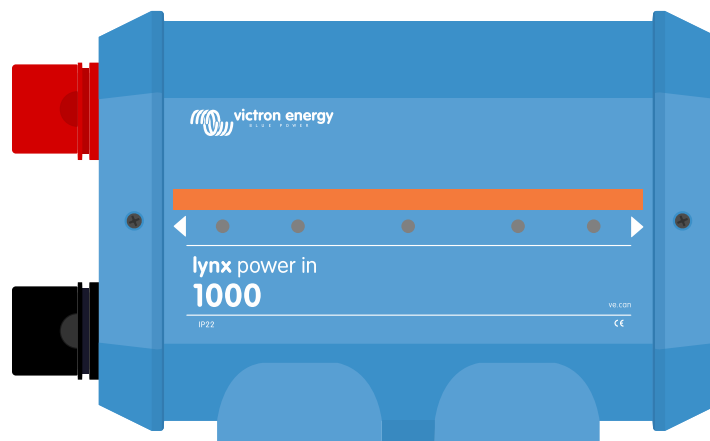 victron energy
BLUE POWER
lynx power in
1000
ve.can
IP22
CE